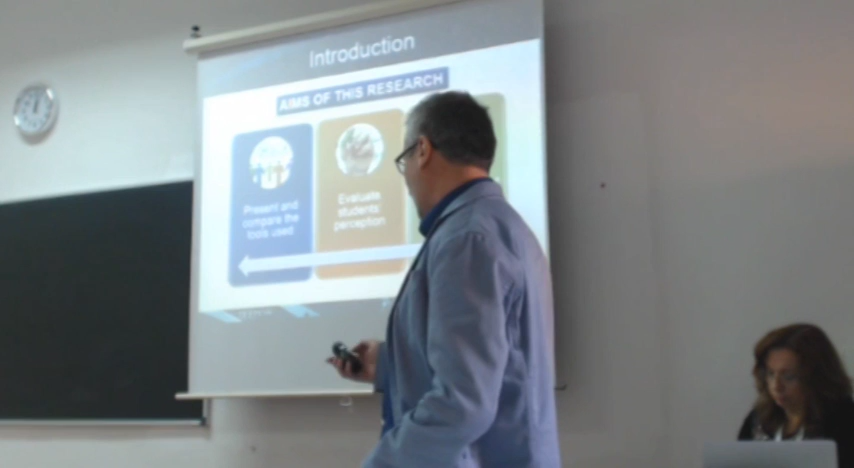 Introduction
AIMS OF THIS RESEARCH
Present and
compare the
tools used
Evaluate
students
perception